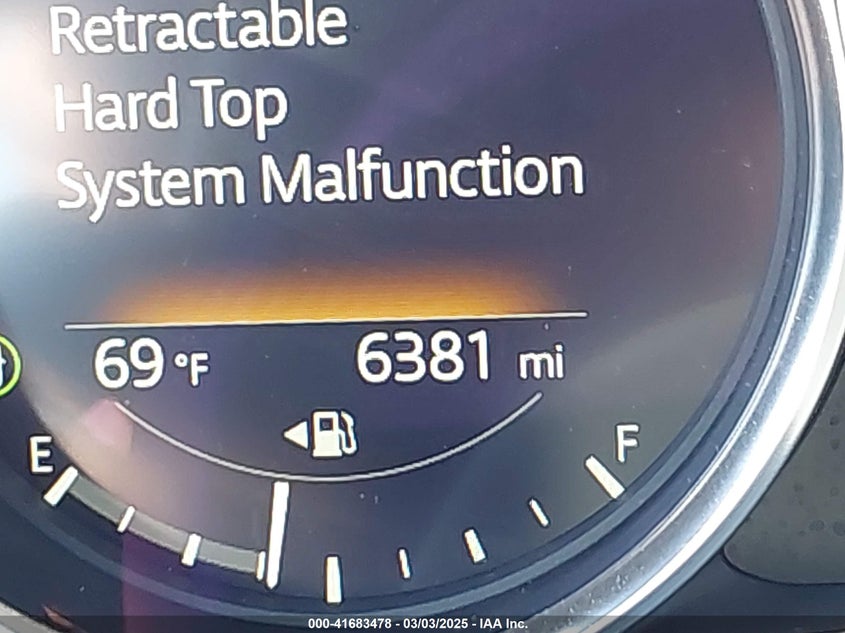 Retractable
Hard Top
System Malfunction
69 °F 6381 mi
E F
000-41683478 - 03/03/2025 - IAA Inc.